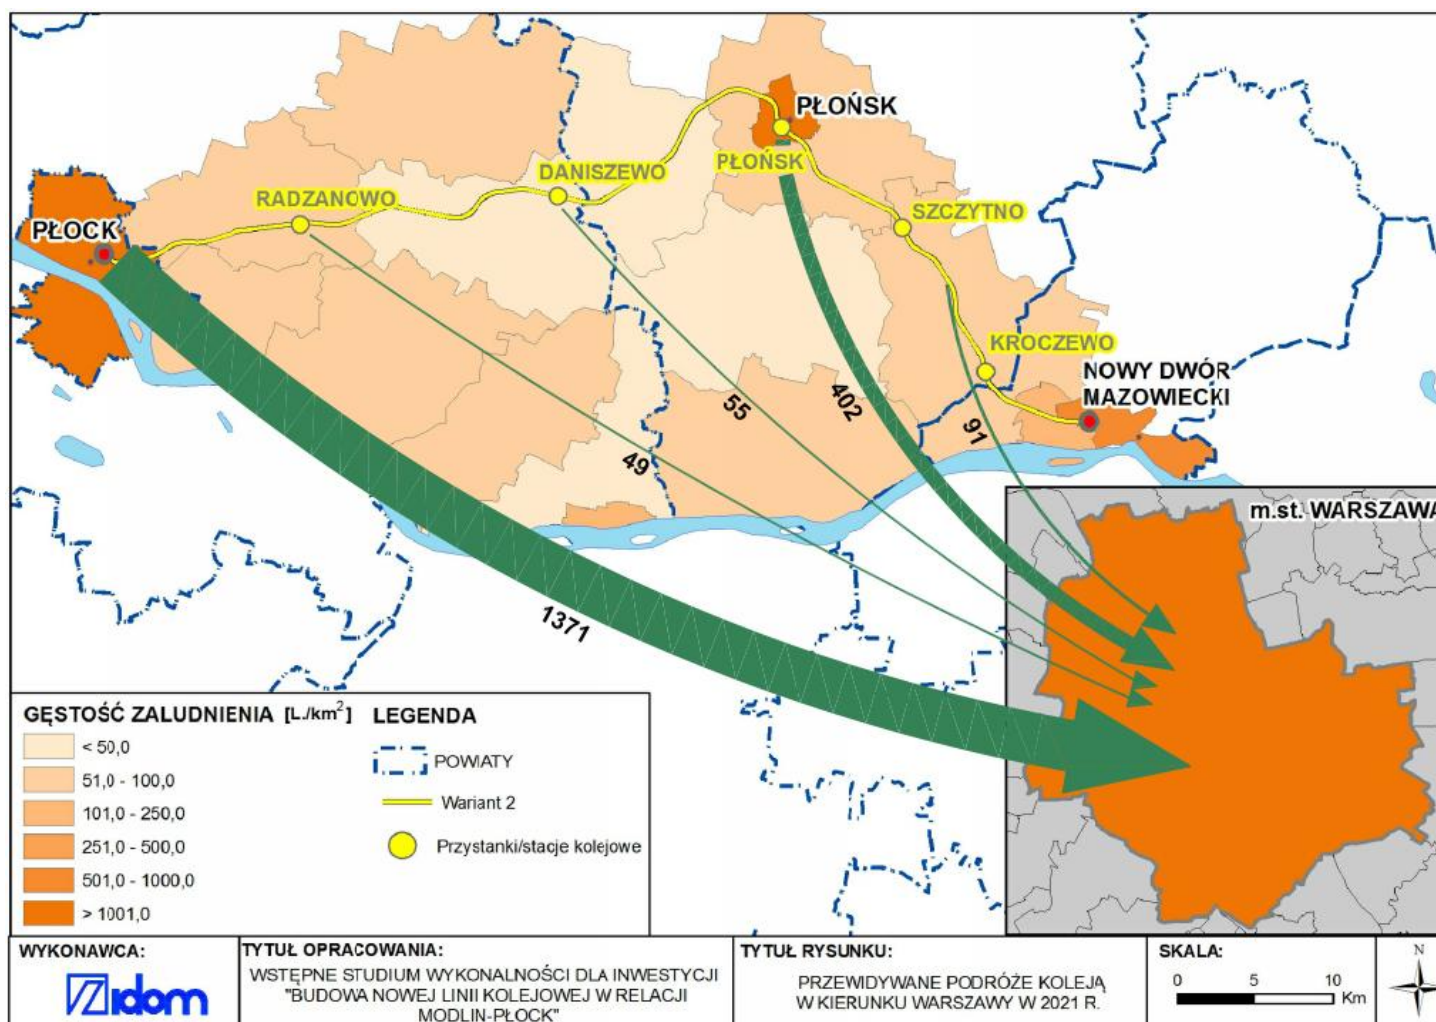 PŁOŃSK
PŁOŃSK
DANISZEWO
RADZANOWO
SZCZYTNO
PŁOCK
KROCZEWO
NOWY DWÓR
MAZOWIECKI
55
402
91
49
m.st. WARSZAWA
1371
GĘSTOŚĆ ZALUDNIENIA [L./km²]
< 50,0
51,0 - 100,0
101,0 - 250,0
251,0 - 500,0
501,0 - 1000,0
> 1001,0
LEGENDA
POWIATY
Wariant 2
Przystanki/stacje kolejowe
WYKONAWCA:
idom
TYTUŁ OPRACOWANIA:
WSTĘPNE STUDIUM WYKONALNOŚCI DLA INWESTYCJI
"BUDOWA NOWEJ LINII KOLEJOWEJ W RELACJI
MODLIN-PŁOCK"
TYTUŁ RYSUNKU:
PRZEWIDYWANE PODRÓŻE KOLEJĄ
W KIERUNKU WARSZAWY W 2021 R.
SKALA:
0 5 10
Km
N